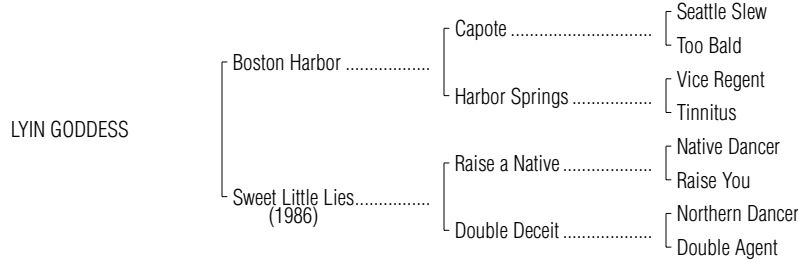 Seattle Slew
Capote ..............................
Too Bald
Boston Harbor ..................
Vice Regent
Harbor Springs .................
Tinnitus
LYIN GODDESS
Native Dancer
Raise a Native ...................
Raise You
Sweet Little Lies................
(1986)
Northern Dancer
Double Deceit ...................
Double Agent